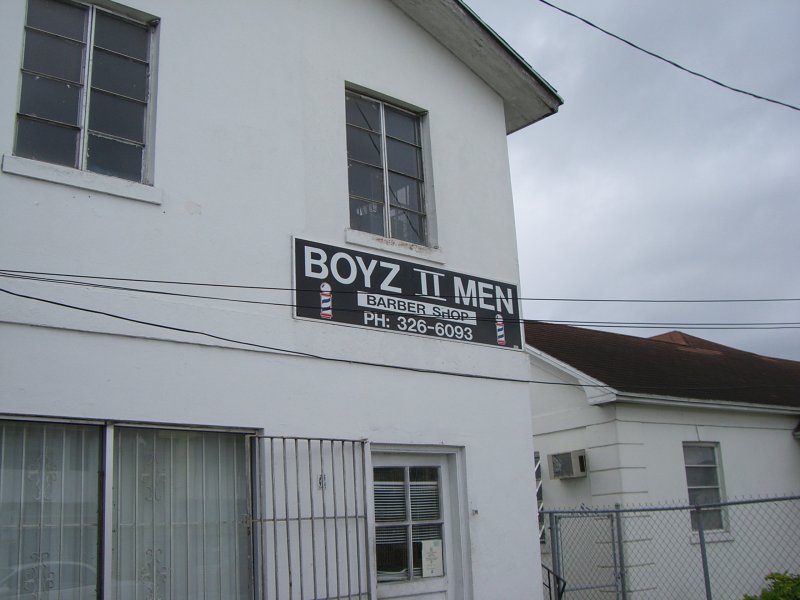 BOYZ II MEN
BARBER SHOP
PH: 326-6093